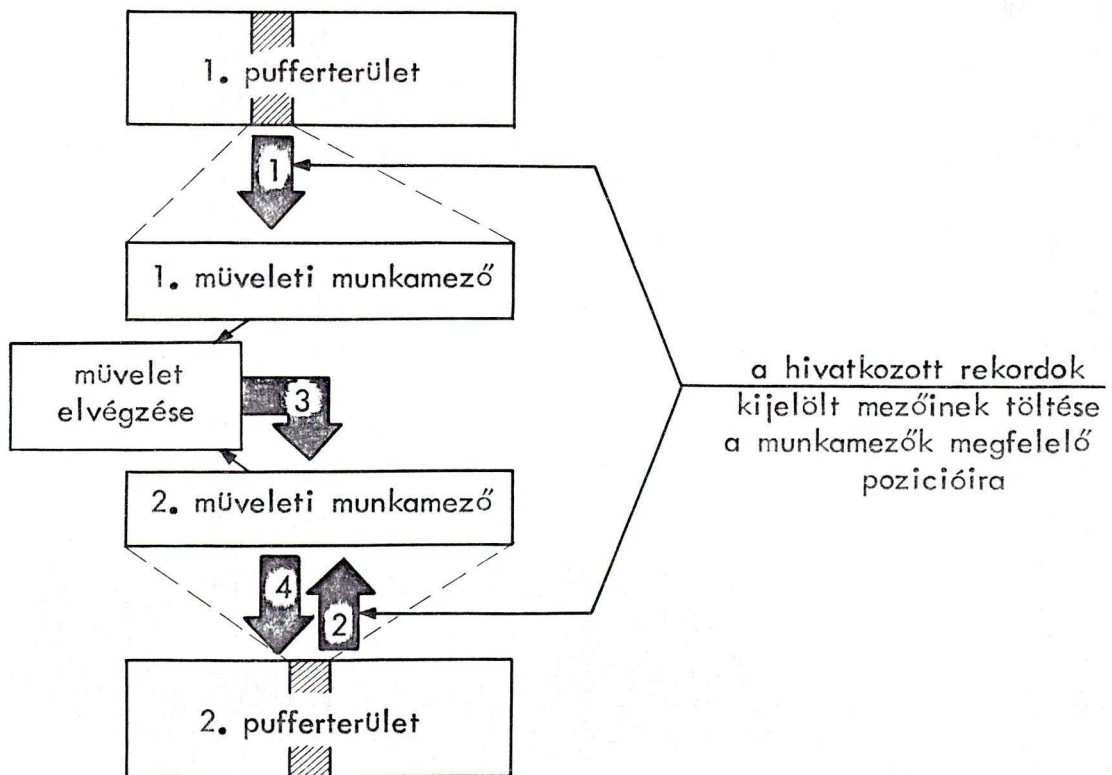 1. pufferterület
1
1. müveleti munkamező
müvelet
elvégzése
3
a hivatkozott rekordok
kijelölt mezőinek töltése
a munkamezők megfelelő
pozicióira
2. müveleti munkamező
4
2
2. pufferterület